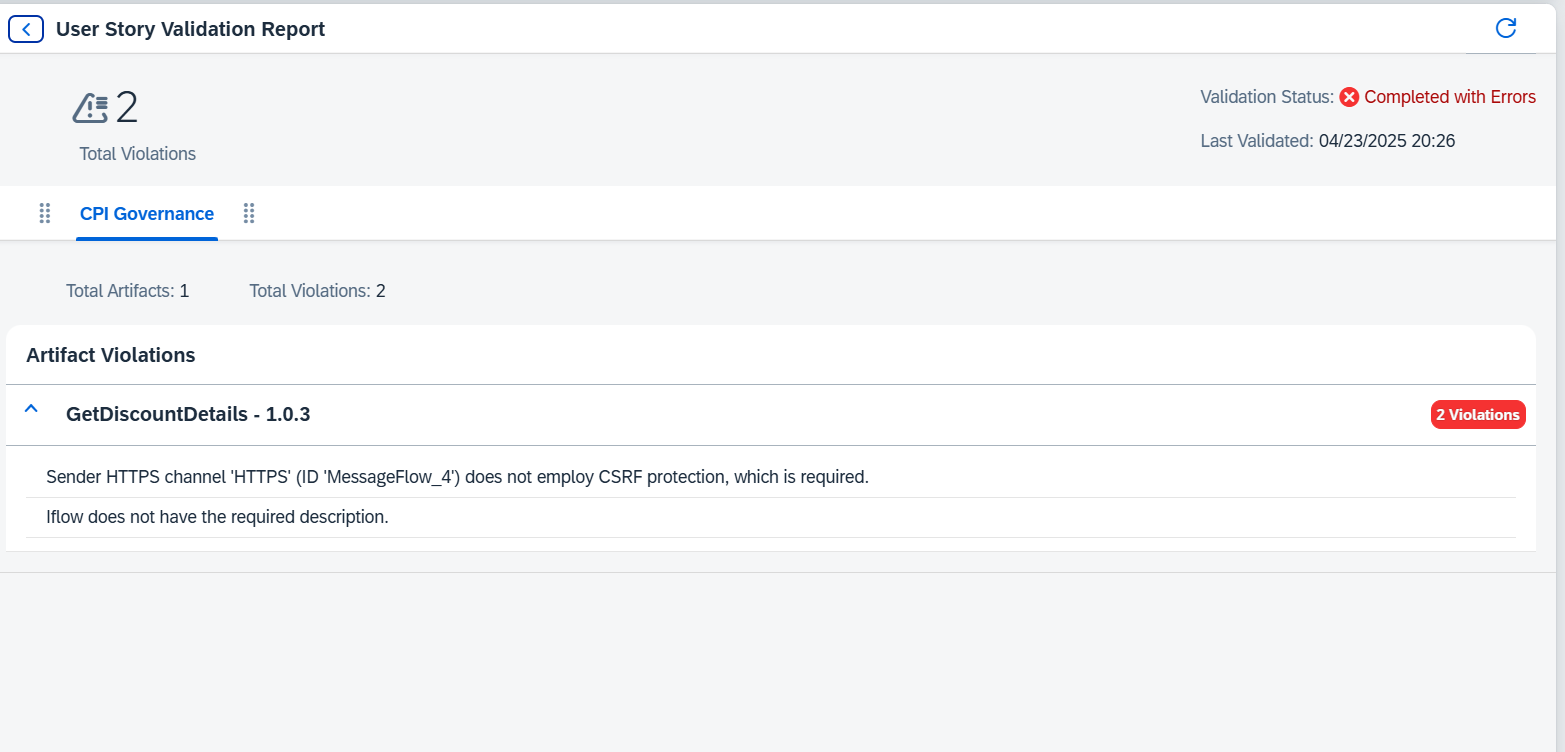 User Story Validation Report
2
Total Violations
Validation Status: Completed with Errors
Last Validated: 04/23/2025 20:26
CPI Governance
Total Artifacts: 1 Total Violations: 2
Artifact Violations
GetDiscountDetails - 1.0.3 2 Violations
Sender HTTPS channel 'HTTPS' (ID 'MessageFlow_4') does not employ CSRF protection, which is required.
Iflow does not have the required description.